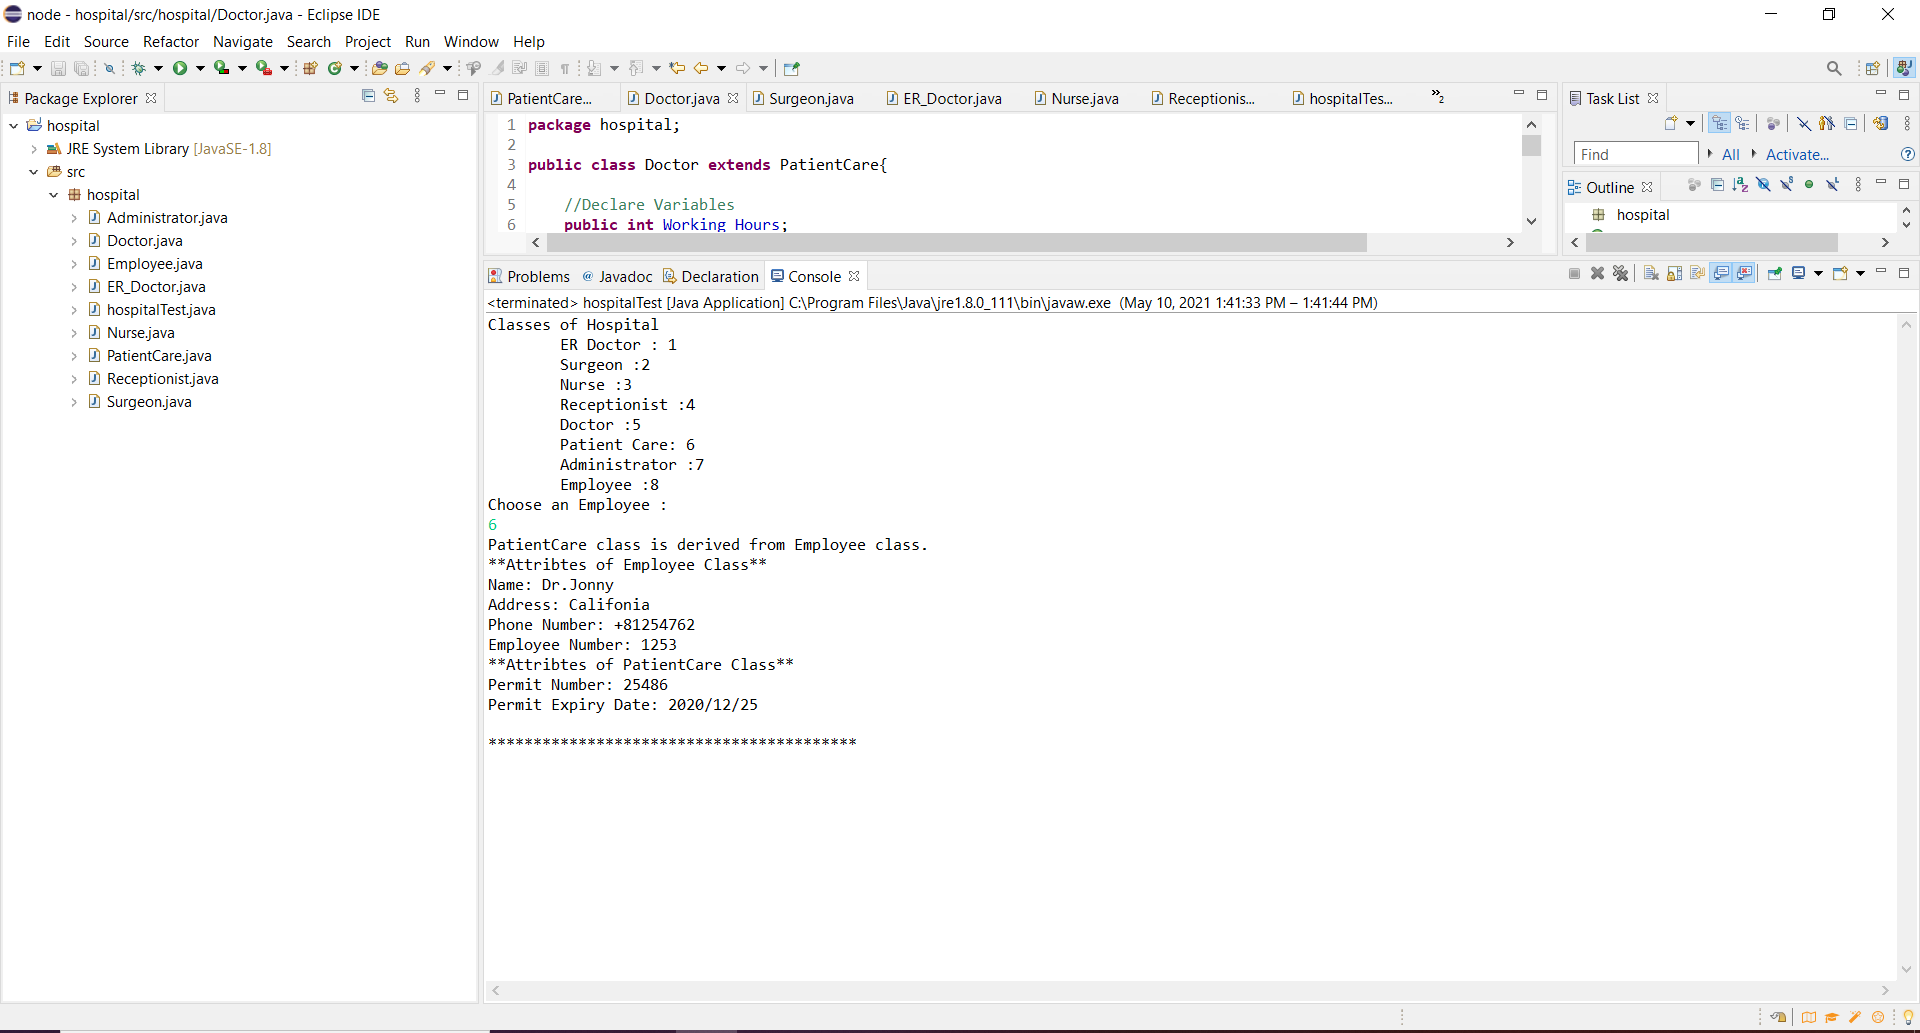 node - hospital/src/hospital/Doctor.java - Eclipse IDE
File Edit Source Refactor Navigate Search Project Run Window Help
Package Explorer
hospital
JRE System Library [JavaSE-1.8]
src
hospital
Administrator.java
Doctor.java
Employee.java
ER_Doctor.java
hospitalTest.java
Nurse.java
PatientCare.java
Receptionist.java
Surgeon.java
PatientCare... Doctor.java Surgeon.java ER_Doctor.java Nurse.java Receptionis... hospitalTes... »2
1 package hospital;
2
3 public class Doctor extends PatientCare{
4
5 //Declare Variables
6 public int Working_Hours;
Task List
Find All Activate...
Outline
hospital
Problems @ Javadoc Declaration Console
<terminated> hospitalTest [Java Application] C:\Program Files\Java\jre1.8.0_111\bin\javaw.exe (May 10, 2021 1:41:33 PM – 1:41:44 PM)
Classes of Hospital
ER Doctor : 1
Surgeon :2
Nurse :3
Receptionist :4
Doctor :5
Patient Care: 6
Administrator :7
Employee :8
Choose an Employee :
6
PatientCare class is derived from Employee class.
**Attribtes of Employee Class**
Name: Dr.Jonny
Address: Califonia
Phone Number: +81254762
Employee Number: 1253
**Attribtes of PatientCare Class**
Permit Number: 25486
Permit Expiry Date: 2020/12/25
*****************************************